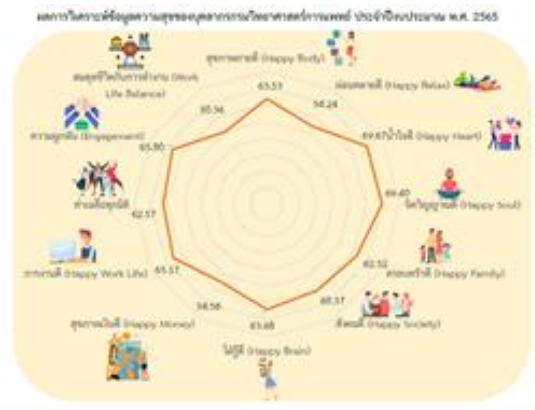 ผลการวิเคราะห์ข้อมูลความสุขของบุคลากรกรมวิทยาศาสตร์การแพทย์ ประจำปีงบประมาณ พ.ศ. 2565
สุขภาพกายดี (Happy Body)
63.53
ผ่อนคลายดี (Happy Relax)
58.24
69.67
น้ำใจดี (Happy Heart)
จิตวิญญาณดี (Happy Soul)
ครอบครัวดี (Happy Family)
62.52
สังคมดี (Happy Society)
60.37
ใฝ่รู้ดี (Happy Brain)
63.68
สุขภาพเงินดี (Happy Money)
การงานดี (Happy Work Life)
65.37
ค่าเฉลี่ยทุกมิติ
62.57
ความผูกพัน (Engagement)
65.80
สมดุลชีวิตกับการทำงาน (Work
Life Balance)